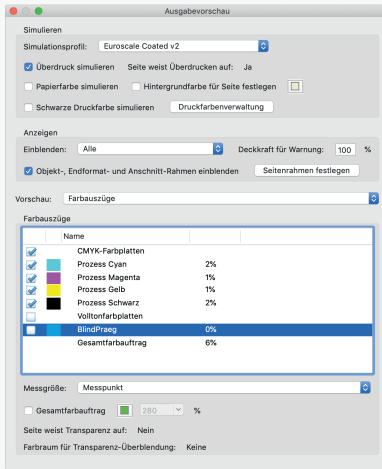 Ausgabevorschau
Simulieren
Simulationsprofil: Euroscale Coated v2
Überdruck simulieren Seite weist Überdrucken auf: Ja
Papierfarbe simulieren Hintergrundfarbe für Seite festlegen
Schwarze Druckfarbe simulieren Druckfarbenverwaltung
Anzeigen
Einblenden: Alle Deckkraft für Warnung: 100 %
Objekt-, Endformat- und Anschnitt-Rahmen einblenden Seitenrahmen festlegen
Vorschau: Farbauszüge
Farbauszüge
Name
CMYK-Farbplatten
Prozess Cyan 2%
Prozess Magenta 1%
Prozess Gelb 1%
Prozess Schwarz 2%
Volltonfarbplatten
BlindPraeg 0%
Gesamtfarbauftrag 6%
Messgröße: Messpunkt
Gesamtfarbauftrag 280 %
Seite weist Transparenz auf: Nein
Farbraum für Transparenz-Überblendung: Keine